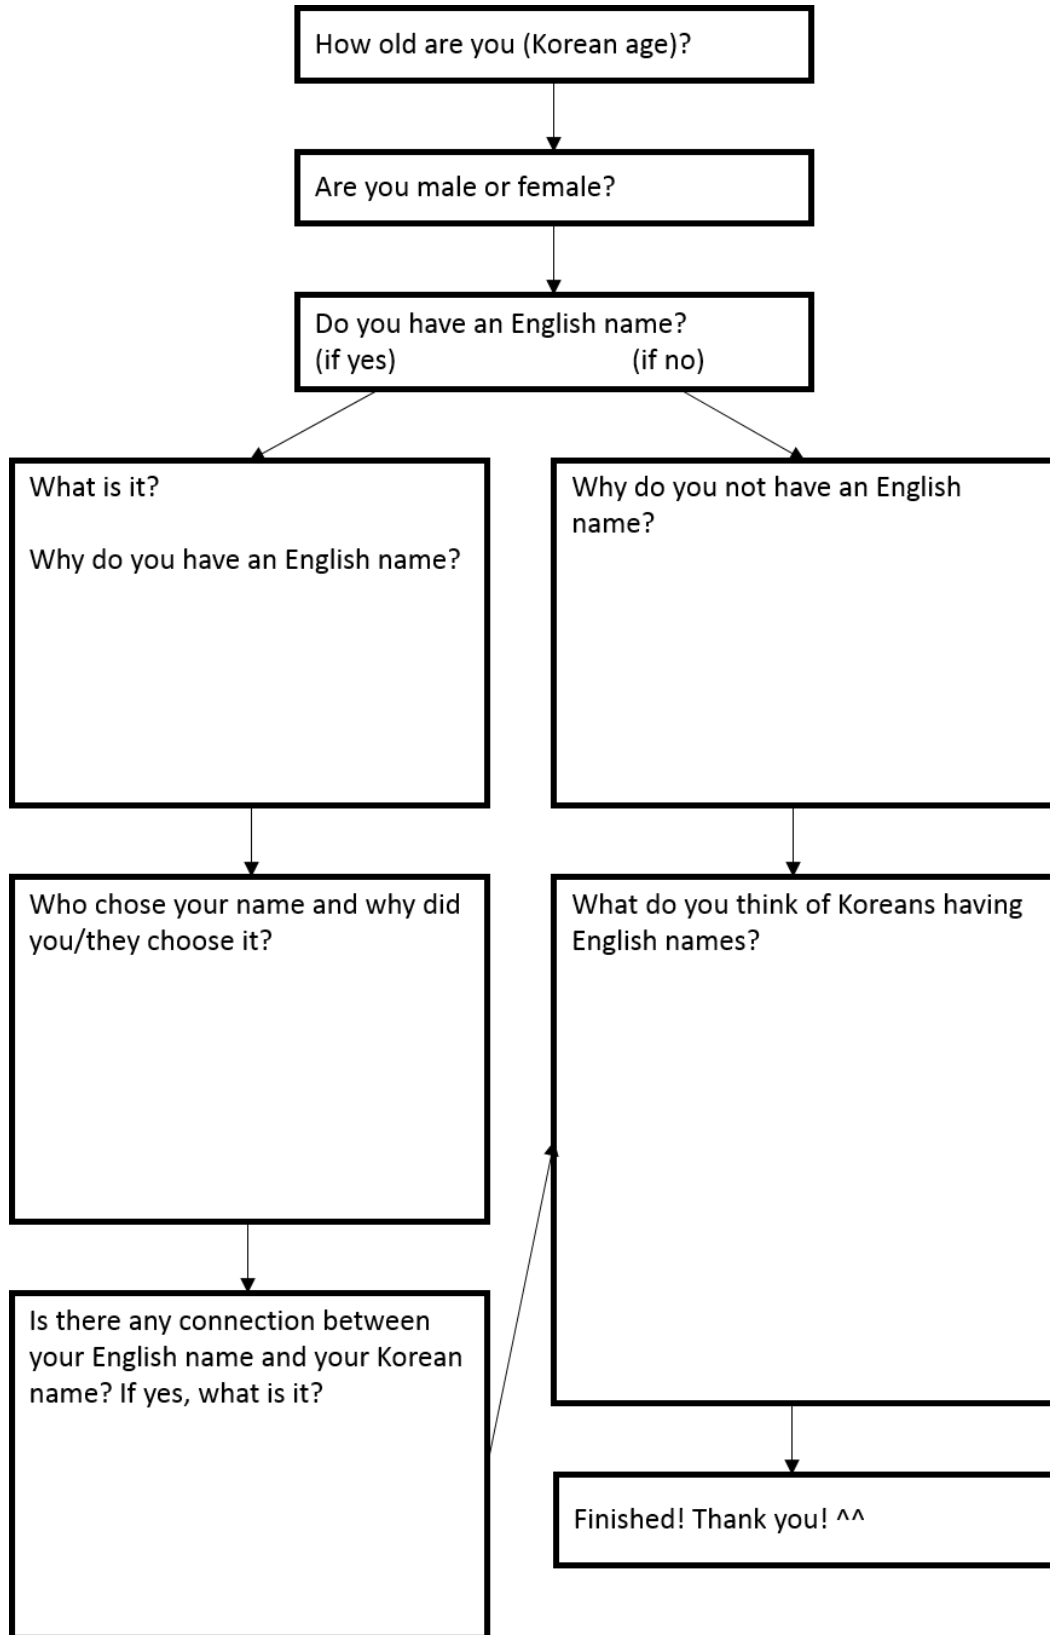 How old are you (Korean age)?
Are you male or female?
Do you have an English name?
(if yes) (if no)
What is it?
Why do you have an English name?
Why do you not have an English
name?
Who chose your name and why did
you/they choose it?
What do you think of Koreans having
English names?
Is there any connection between
your English name and your Korean
name? If yes, what is it?
Finished! Thank you! ^^